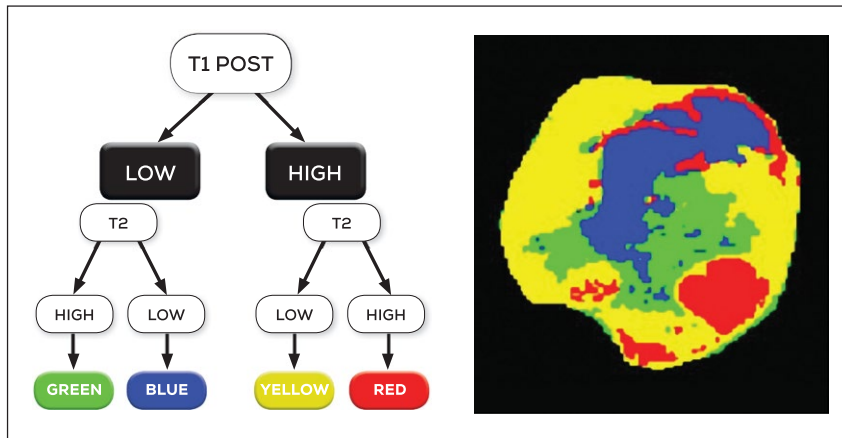 T1 POST
LOW HIGH
T2 T2
HIGH LOW LOW HIGH
GREEN BLUE YELLOW RED